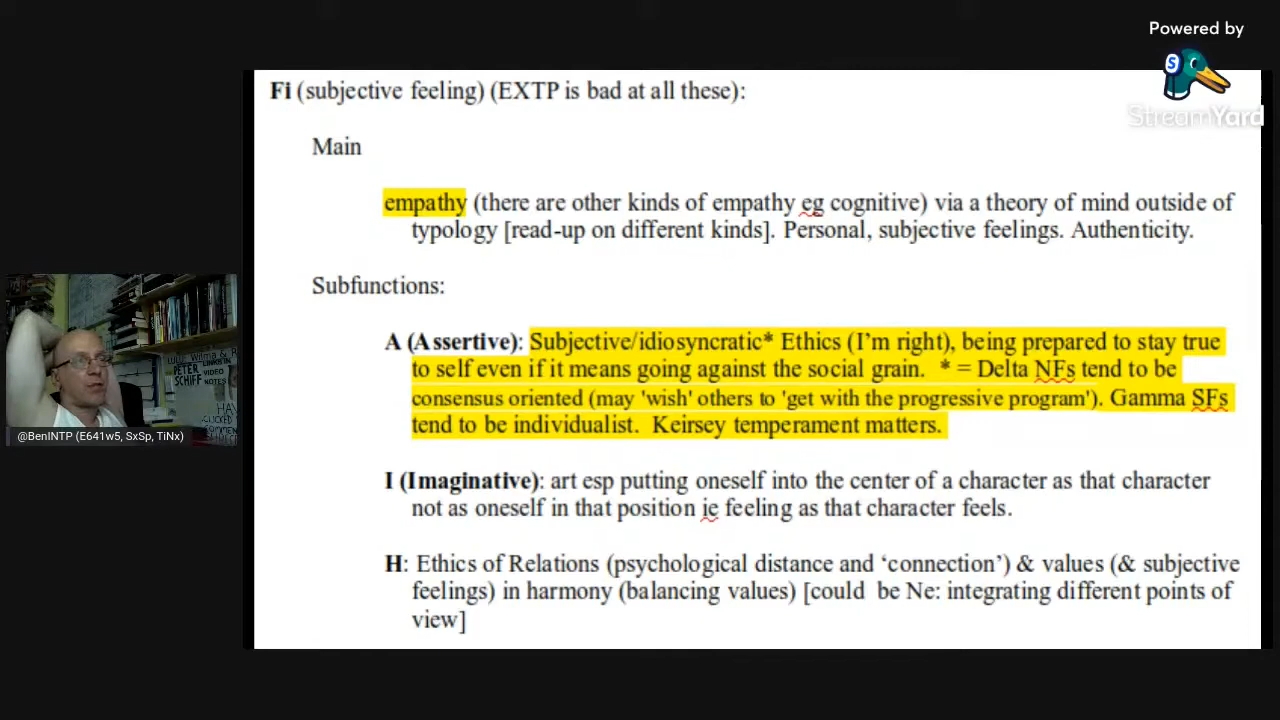 Powered by
StreamYard
Fi (subjective feeling) (EXTP is bad at all these):
Main
empathy (there are other kinds of empathy eg cognitive) via a theory of mind outside of
typology [read-up on different kinds]. Personal, subjective feelings. Authenticity.
Subfunctions:
A (Assertive): Subjective/idiosyncratic* Ethics (I'm right), being prepared to stay true
to self even if it means going against the social grain.  * = Delta NFs tend to be
consensus oriented (may 'wish' others to 'get with the progressive program'). Gamma SFs
tend to be individualist.  Keirsey temperament matters.
I (Imaginative): art esp putting oneself into the center of a character as that character
not as oneself in that position ie feeling as that character feels.
H: Ethics of Relations (psychological distance and ‘connection’) & values (& subjective
feelings) in harmony (balancing values) [could  be Ne: integrating different points of
view]
PETER
SCHIFF
LINKS IN
VIDEO
NOTES
@BenINTP (E641w5, SxSp, TiNx)